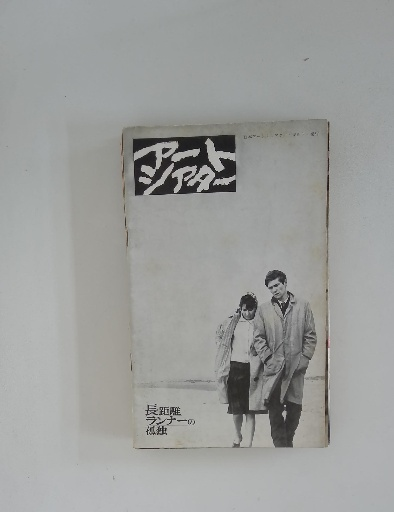 アート
シアター
長距離
ランナーの
孤独